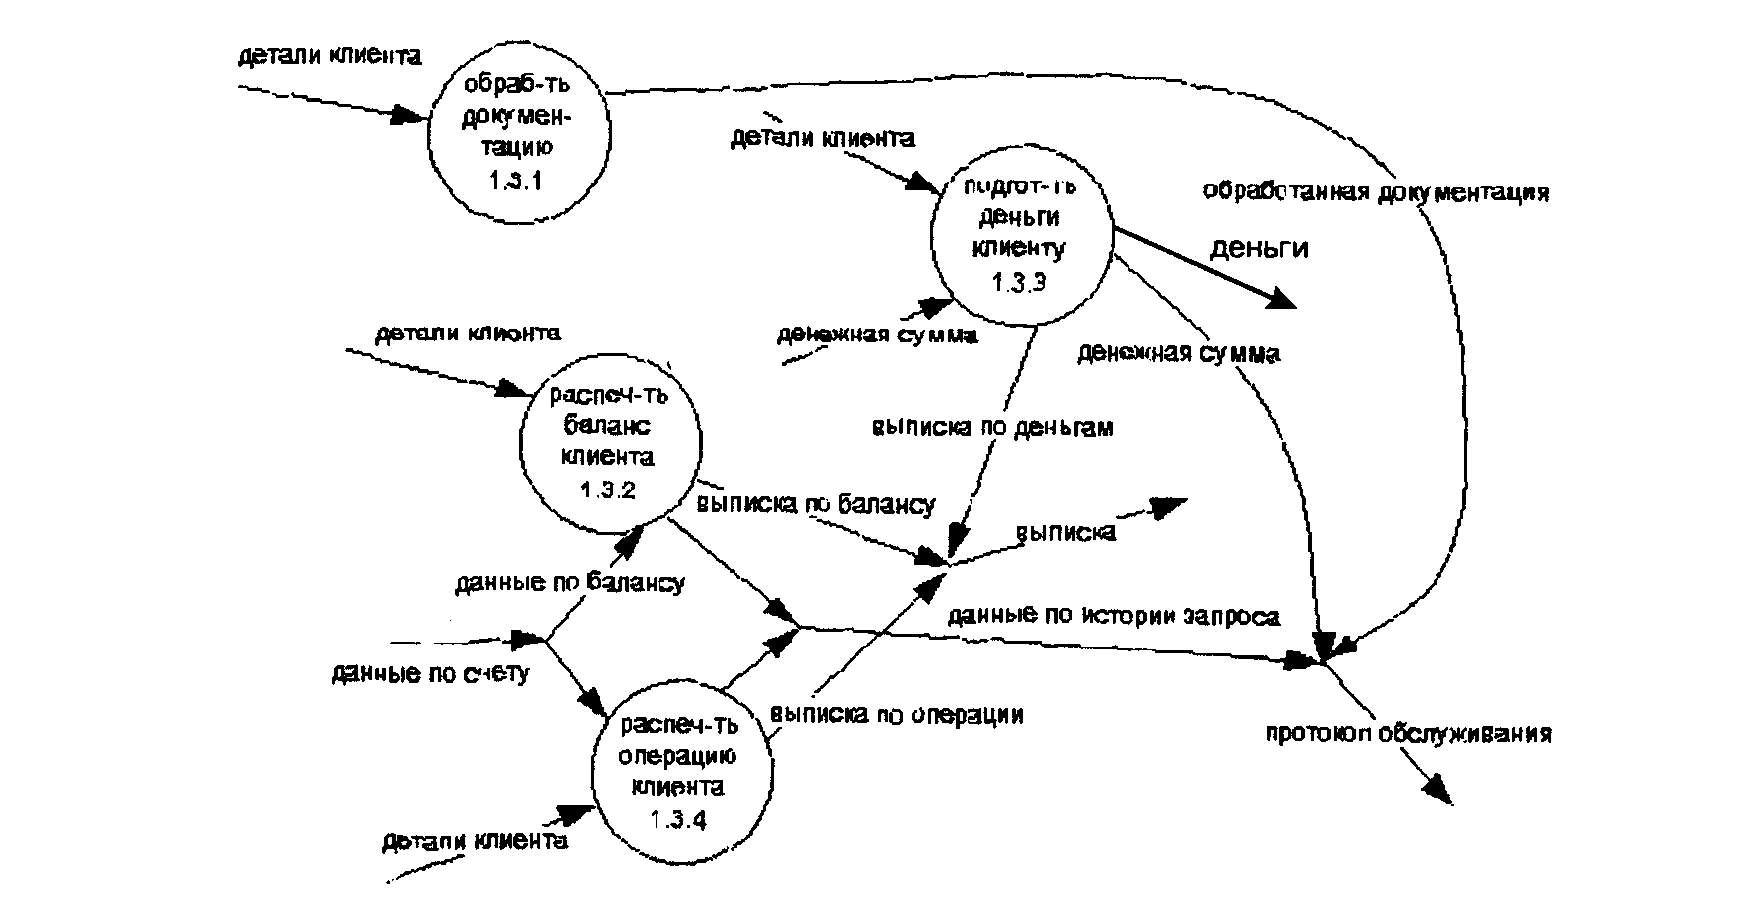 детали клиента
обраб-ть
докумен-
тацию
1.3.1
детали клиента
подгот-ть
деньги
клиенту
1.3.3
обработанная документация
деньги
денежная сумма
денежная сумма
детали клиента
распеч-ть
баланс
клиента
1.3.2
выписка по деньгам
выписка по балансу
выписка
данные по балансу
данные по истории запроса
данные по счету
распеч-ть
операцию
клиента
1.3.4
выписка по операции
протокол обслуживания
детали клиента